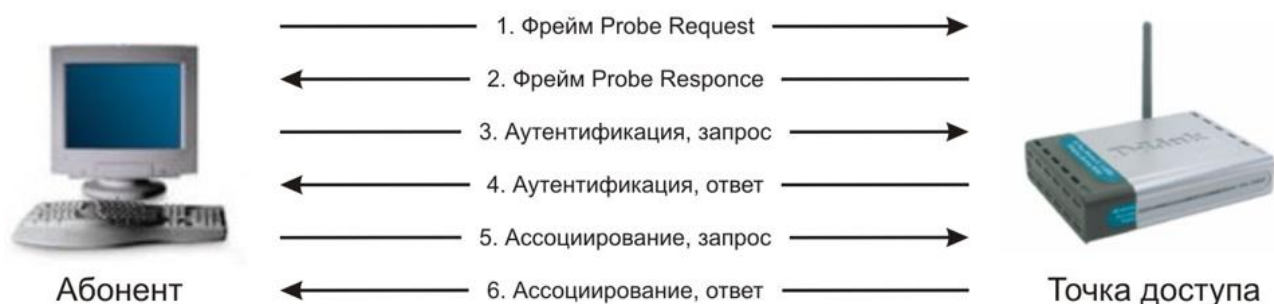 1. Фрейм Probe Request
2. Фрейм Probe Responce
3. Аутентификация, запрос
4. Аутентификация, ответ
5. Ассоциирование, запрос
6. Ассоциирование, ответ
Абонент
Точка доступа
D-Link